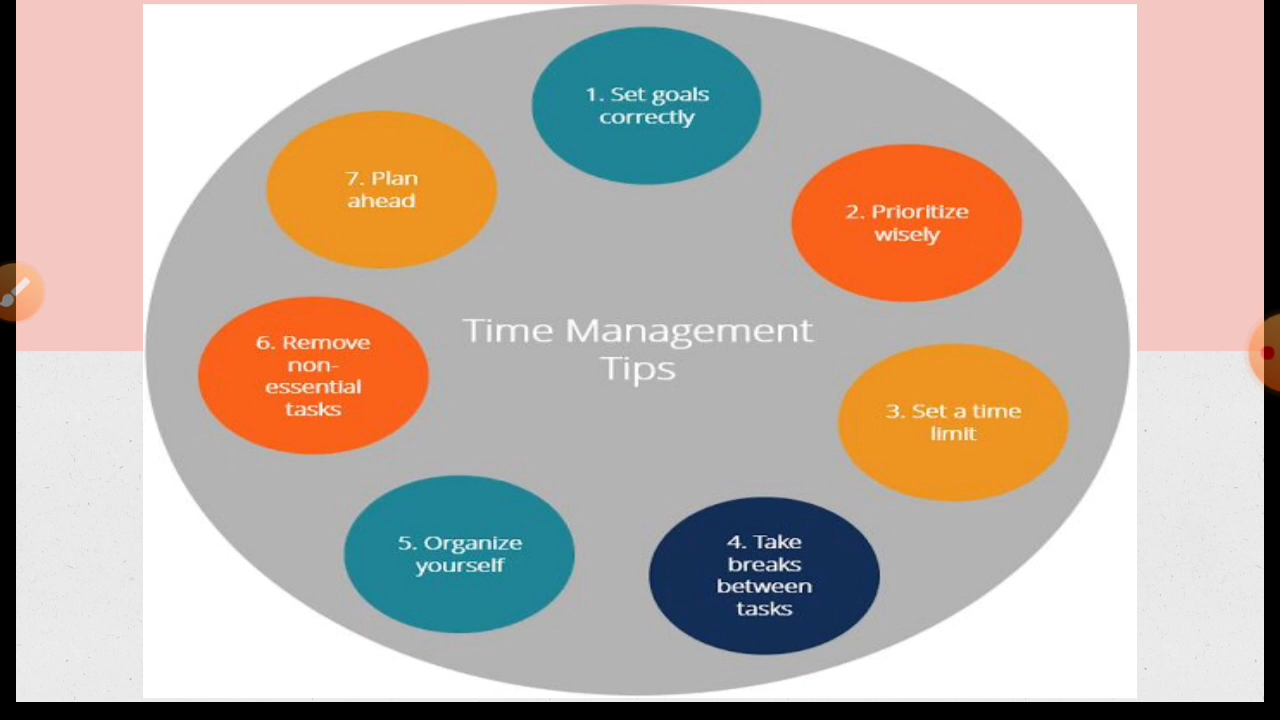 1. Set goals
correctly
2. Prioritize
wisely
3. Set a time
limit
4. Take
breaks
between
tasks
5. Organize
yourself
6. Remove
non-
essential
tasks
7. Plan
ahead
Time Management
Tips